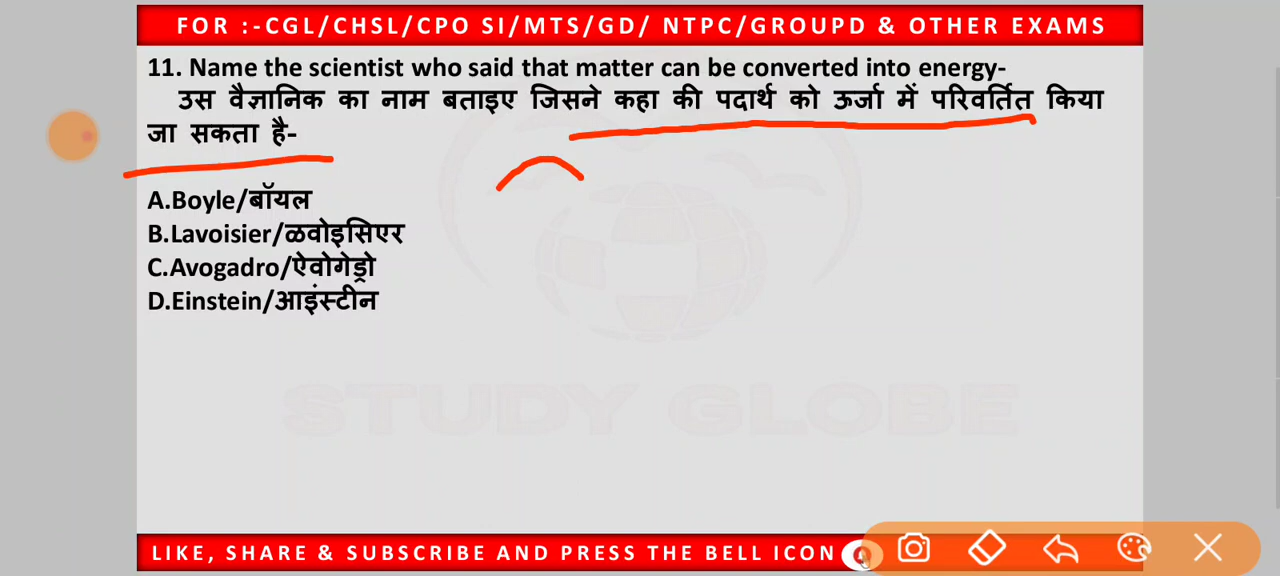 FOR :-CGL/CHSL/CPO SI/MTS/GD/ NTPC/GROUPD & OTHER EXAMS
11. Name the scientist who said that matter can be converted into energy-
उस वैज्ञानिक का नाम बताइए जिसने कहा की पदार्थ को ऊर्जा में परिवर्तित किया
जा सकता है-
A.Boyle/बॉयल
B.Lavoisier/ळवोइसिएर
C.Avogadro/ऐवोगेड्रो
D.Einstein/आइंस्टीन
STUDY GLOBE
LIKE, SHARE & SUBSCRIBE AND PRESS THE BELL ICON